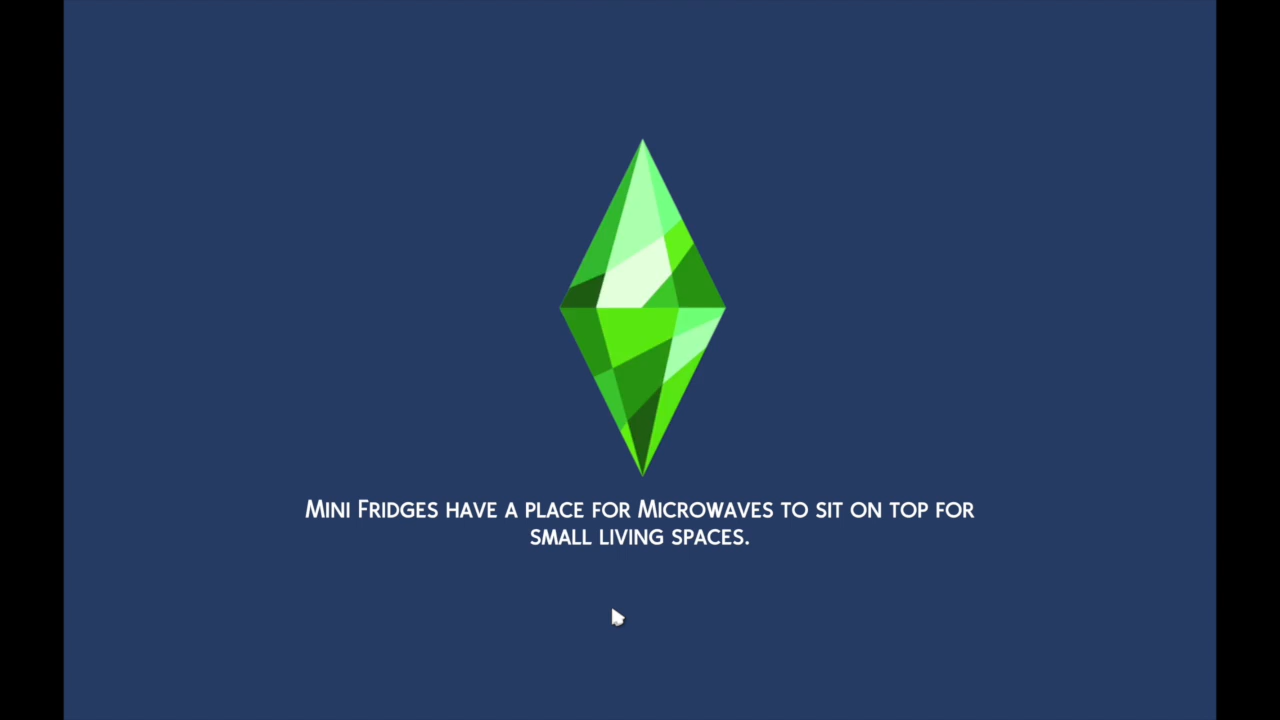 Mini Fridges have a place for Microwaves to sit on top for
small living spaces.